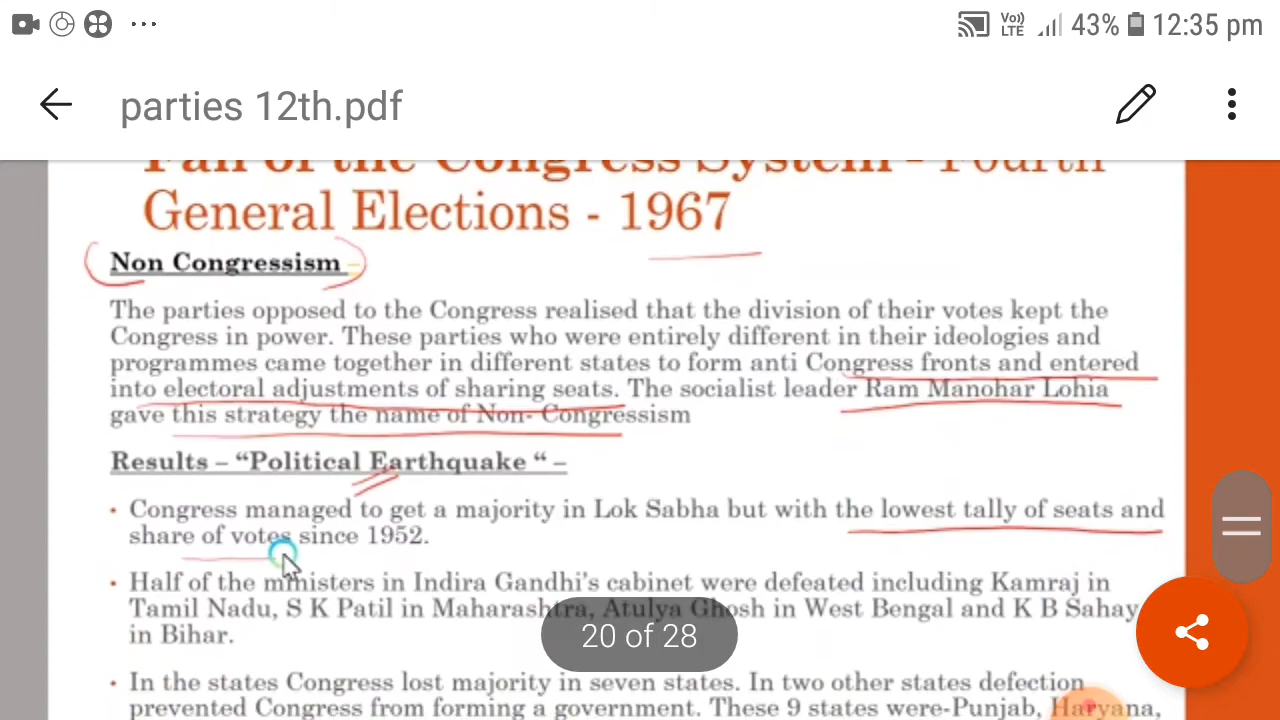 Vo)) LTE 43% 12:35 pm
parties 12th.pdf
Fall of the Congress System - Fourth
General Elections - 1967
Non Congressism –
The parties opposed to the Congress realised that the division of their votes kept the
Congress in power. These parties who were entirely different in their ideologies and
programmes came together in different states to form anti Congress fronts and entered
into electoral adjustments of sharing seats. The socialist leader Ram Manohar Lohia
gave this strategy the name of Non- Congressism
Results – “Political Earthquake “ –
• Congress managed to get a majority in Lok Sabha but with the lowest tally of seats and
share of votes since 1952.
• Half of the ministers in Indira Gandhi's cabinet were defeated including Kamraj in
Tamil Nadu, S K Patil in Maharashtra, Atulya Ghosh in West Bengal and K B Sahay
in Bihar.
20 of 28
• In the states Congress lost majority in seven states. In two other states defection
prevented Congress from forming a government. These 9 states were-Punjab, Haryana,